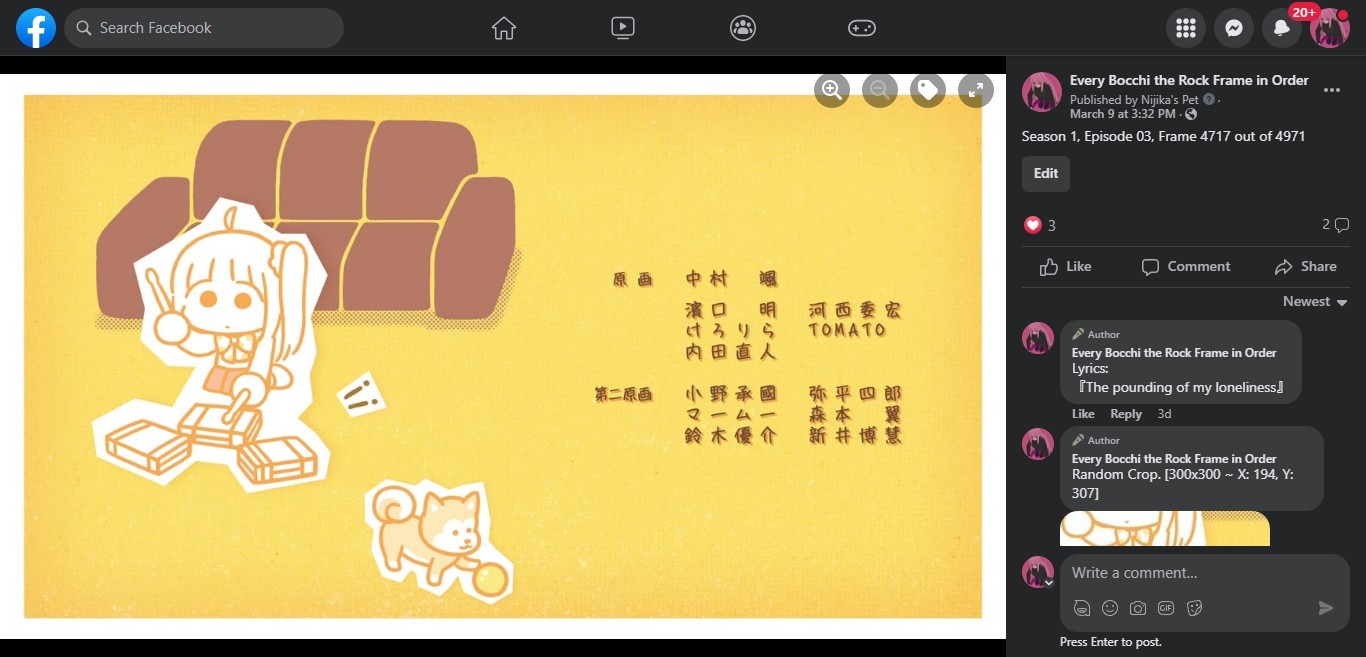 Search Facebook
20+
原画 中村 颯
濱口 明 河西委宏
けろりら TOMATO
内田直人
第二原画 小野承國 弥平四郎
マームー 森本 翼
鈴木優介 新井博慧
Every Bocchi the Rock Frame in Order
Published by Nijika's Pet ·
March 9 at 3:32 PM ·
Season 1, Episode 03, Frame 4717 out of 4971
Edit
3
2
Like Comment Share
Newest
Author
Every Bocchi the Rock Frame in Order
Lyrics:
『The pounding of my loneliness』
Like Reply 3d
Author
Every Bocchi the Rock Frame in Order
Random Crop. [300x300 ~ X: 194, Y:
307]
Write a comment...
GIF
Press Enter to post.